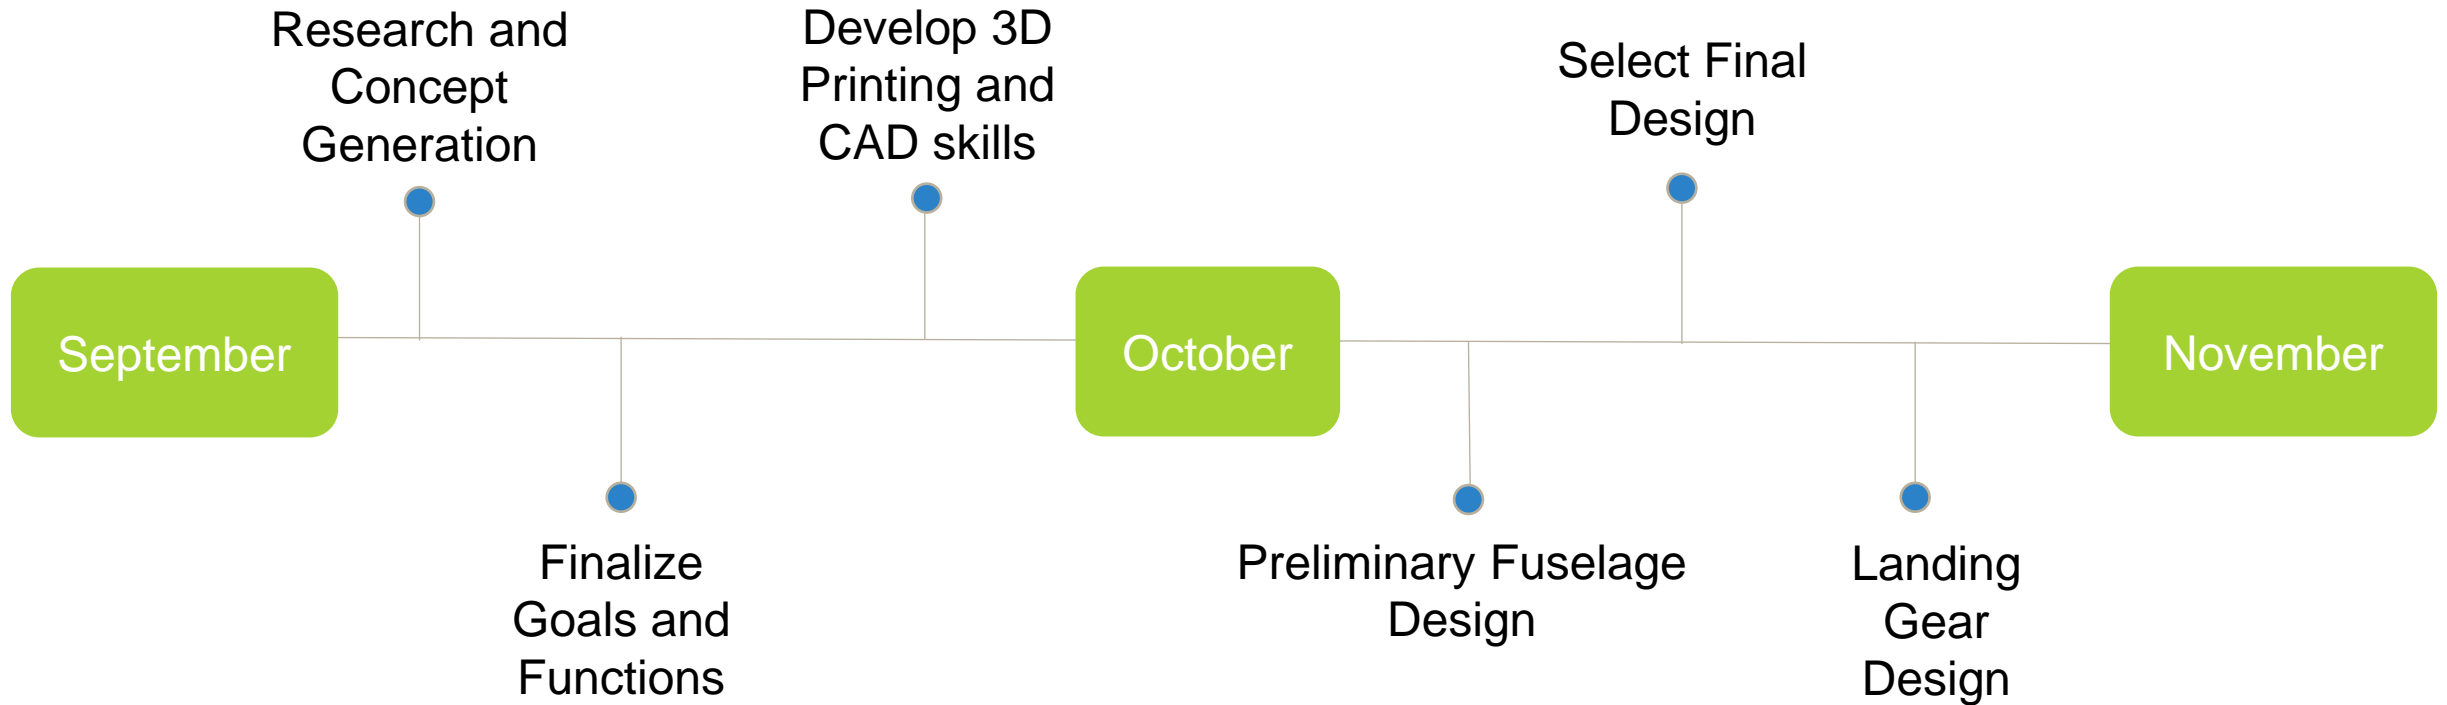 Research and
Concept
Generation
Develop 3D
Printing and
CAD skills
Select Final
Design
September
October
November
Finalize
Goals and
Functions
Preliminary Fuselage
Design
Landing
Gear
Design